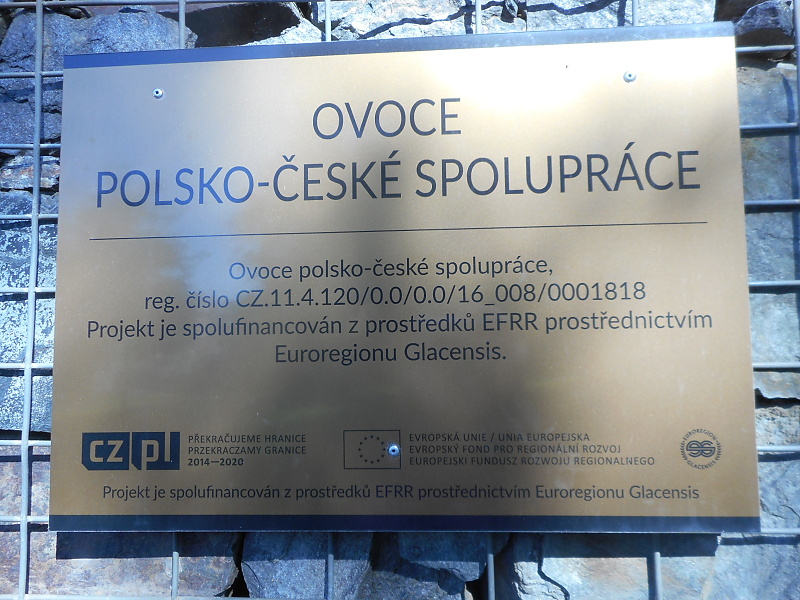 OVOCE
POLSKO-ČESKÉ SPOLUPRÁCE
Ovoce polsko-české spolupráce,
reg. číslo CZ.11.4.120/0.0/0.0/16_008/0001818
Projekt je spolufinancován z prostředků EFRR prostřednictvím
Euroregionu Glacensis.
cz pl
PŘEKRAČUJEME HRANICE
PRZEKRACZAMY GRANICE
2014—2020
EVROPSKÁ UNIE / UNIA EUROPEJSKA
EVROPSKÝ FOND PRO REGIONÁLNÍ ROZVOJ
EUROPEJSKI FUNDUSZ ROZWOJU REGIONALNEGO
EUROREGION
GLACENSIS
Projekt je spolufinancován z prostředků EFRR prostřednictvím Euroregionu Glacensis